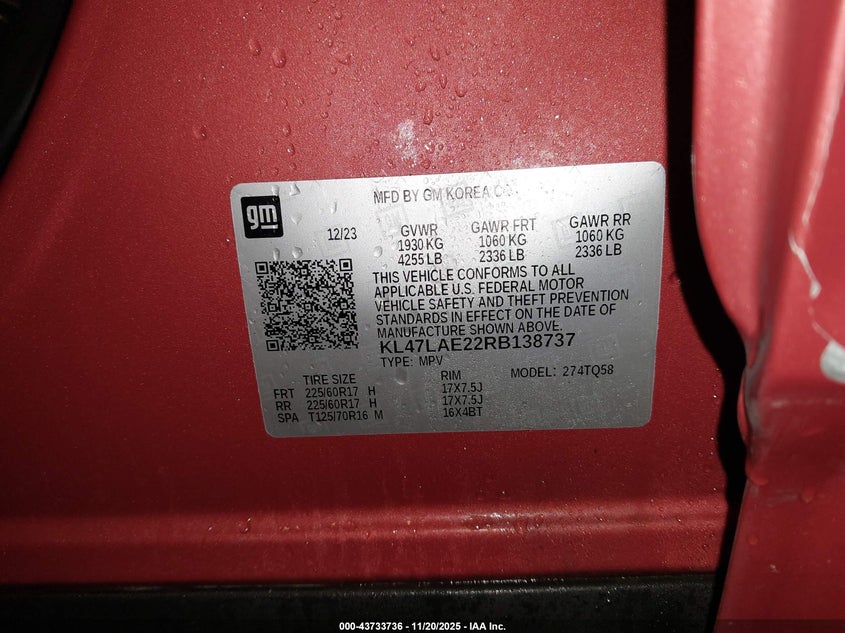 gm
MFD BY GM KOREA CO
12/23
GVWR GAWR FRT GAWR RR
1930 KG 1060 KG 1060 KG
4255 LB 2336 LB 2336 LB
THIS VEHICLE CONFORMS TO ALL
APPLICABLE U.S. FEDERAL MOTOR
VEHICLE SAFETY AND THEFT PREVENTION
STANDARDS IN EFFECT ON THE DATE OF
MANUFACTURE SHOWN ABOVE.
KL47LAE22RB138737
TYPE: MPV MODEL: 274TQ58
TIRE SIZE RIM
FRT 225/60R17 H 17X7.5J
RR 225/60R17 H 17X7.5J
SPA T125/70R16 M 16X4BT
000-43733736 - 11/20/2025 - IAA Inc.